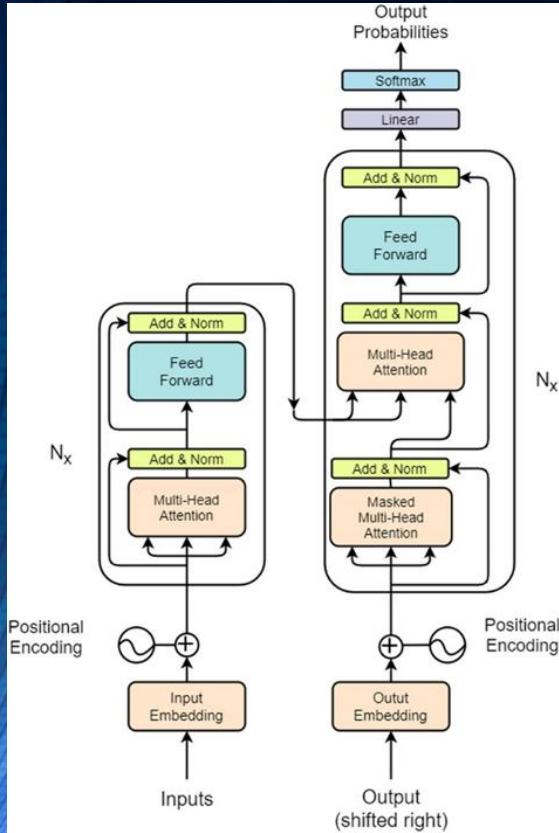 Output
Probabilities
Softmax
Linear
Add & Norm
Feed
Forward
Add & Norm
Multi-Head
Attention
Nx
Add & Norm
Masked
Multi-Head
Attention
Add & Norm
Feed
Forward
Nx
Add & Norm
Multi-Head
Attention
Positional
Encoding
Positional
Encoding
Input
Embedding
Outut
Embedding
Inputs
Output
(shifted right)